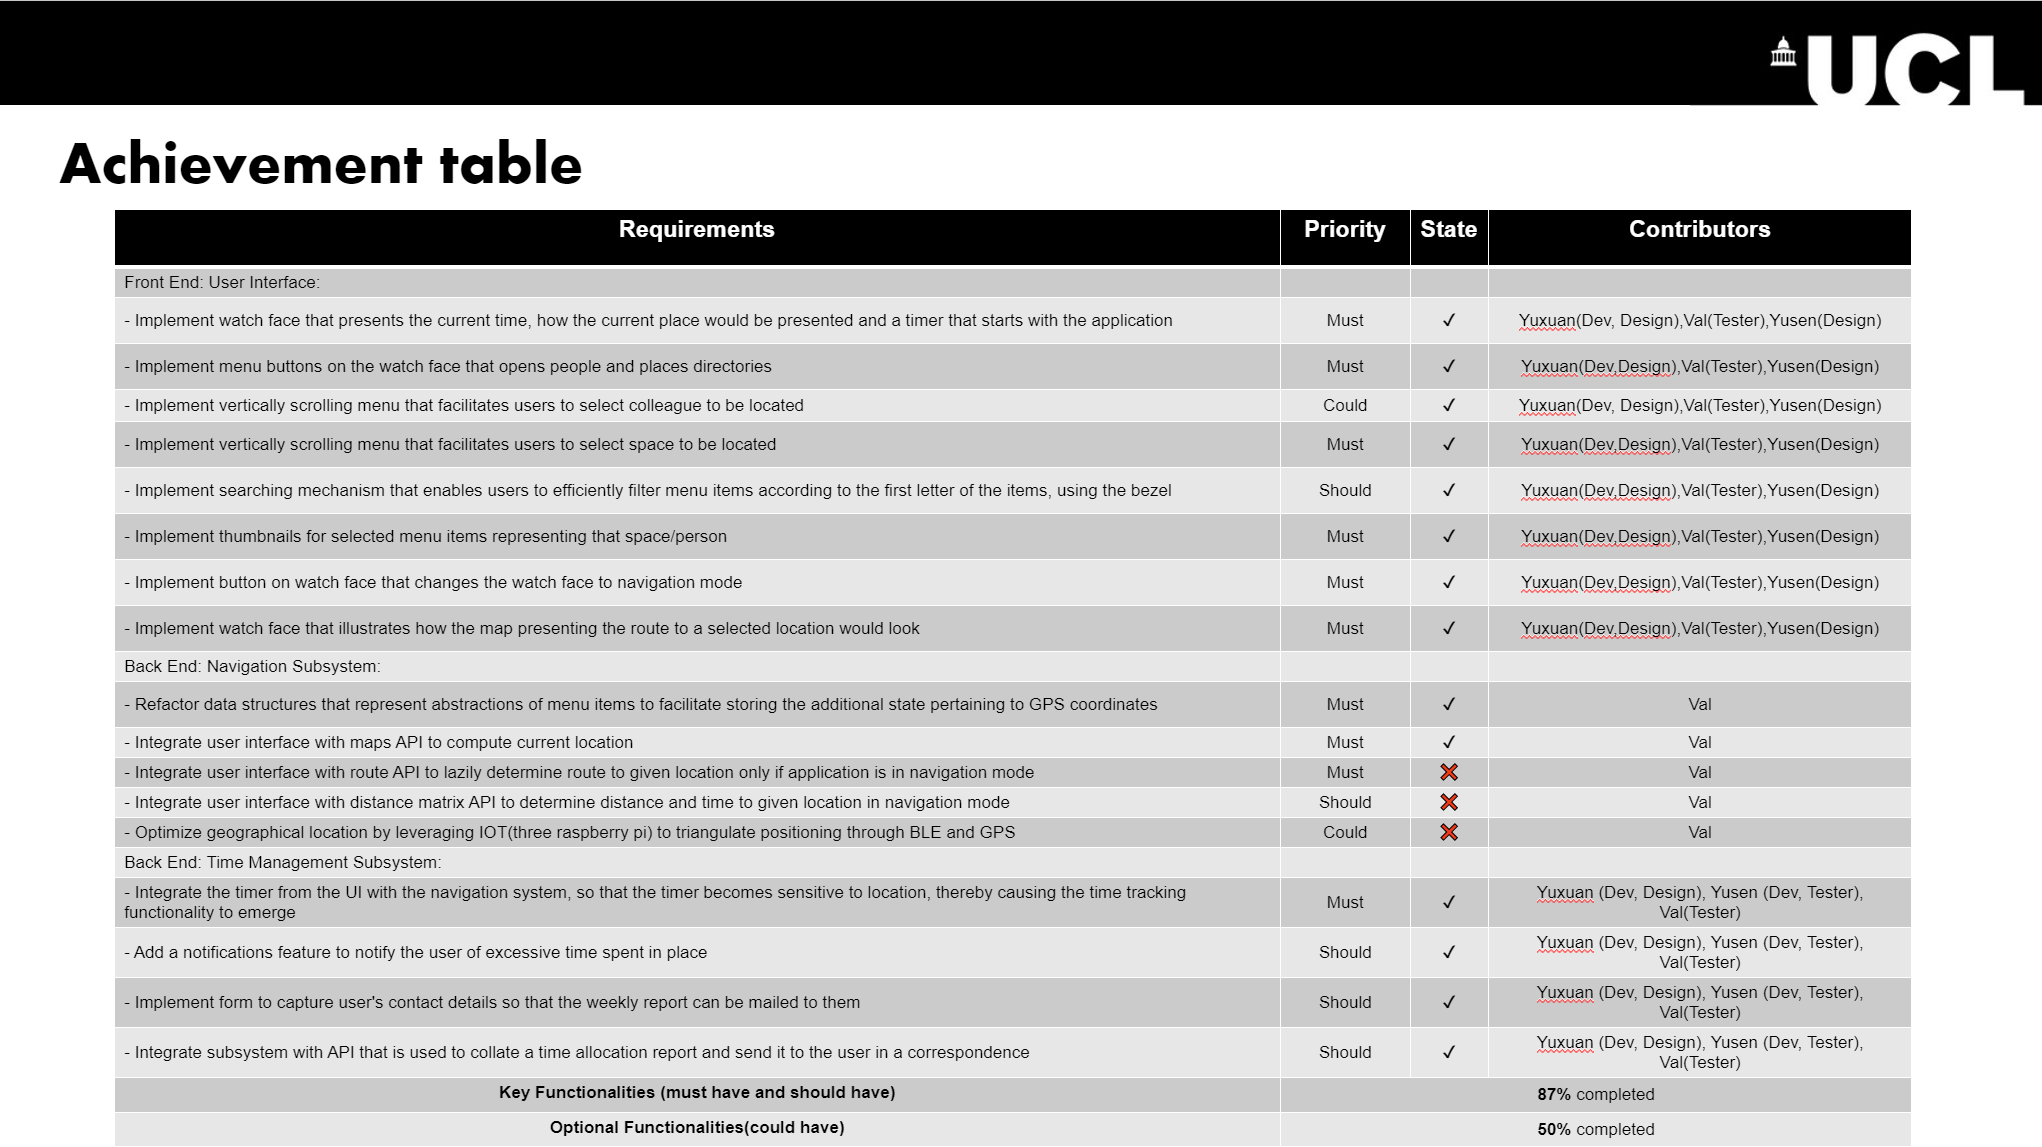 UCL
Achievement table
Requirements Priority State Contributors
Front End: User Interface:
- Implement watch face that presents the current time, how the current place would be presented and a timer that starts with the application Must ✓ Yuxuan(Dev, Design),Val(Tester),Yusen(Design)
- Implement menu buttons on the watch face that opens people and places directories Must ✓ Yuxuan(Dev,Design),Val(Tester),Yusen(Design)
- Implement vertically scrolling menu that facilitates users to select colleague to be located Could ✓ Yuxuan(Dev, Design),Val(Tester),Yusen(Design)
- Implement vertically scrolling menu that facilitates users to select space to be located Must ✓ Yuxuan(Dev,Design),Val(Tester),Yusen(Design)
- Implement searching mechanism that enables users to efficiently filter menu items according to the first letter of the items, using the bezel Should ✓ Yuxuan(Dev,Design),Val(Tester),Yusen(Design)
- Implement thumbnails for selected menu items representing that space/person Must ✓ Yuxuan(Dev,Design),Val(Tester),Yusen(Design)
- Implement button on watch face that changes the watch face to navigation mode Must ✓ Yuxuan(Dev,Design),Val(Tester),Yusen(Design)
- Implement watch face that illustrates how the map presenting the route to a selected location would look Must ✓ Yuxuan(Dev,Design),Val(Tester),Yusen(Design)
Back End: Navigation Subsystem:
- Refactor data structures that represent abstractions of menu items to facilitate storing the additional state pertaining to GPS coordinates Must ✓ Val
- Integrate user interface with maps API to compute current location Must ✓ Val
- Integrate user interface with route API to lazily determine route to given location only if application is in navigation mode Must ❌ Val
- Integrate user interface with distance matrix API to determine distance and time to given location in navigation mode Should ❌ Val
- Optimize geographical location by leveraging IOT(three raspberry pi) to triangulate positioning through BLE and GPS Could ❌ Val
Back End: Time Management Subsystem:
- Integrate the timer from the UI with the navigation system, so that the timer becomes sensitive to location, thereby causing the time tracking
functionality to emerge Must ✓ Yuxuan (Dev, Design), Yusen (Dev, Tester),
Val(Tester)
- Add a notifications feature to notify the user of excessive time spent in place Should ✓ Yuxuan (Dev, Design), Yusen (Dev, Tester),
Val(Tester)
- Implement form to capture user's contact details so that the weekly report can be mailed to them Should ✓ Yuxuan (Dev, Design), Yusen (Dev, Tester),
Val(Tester)
- Integrate subsystem with API that is used to collate a time allocation report and send it to the user in a correspondence Should ✓ Yuxuan (Dev, Design), Yusen (Dev, Tester),
Val(Tester)
Key Functionalities (must have and should have) 87% completed
Optional Functionalities(could have) 50% completed